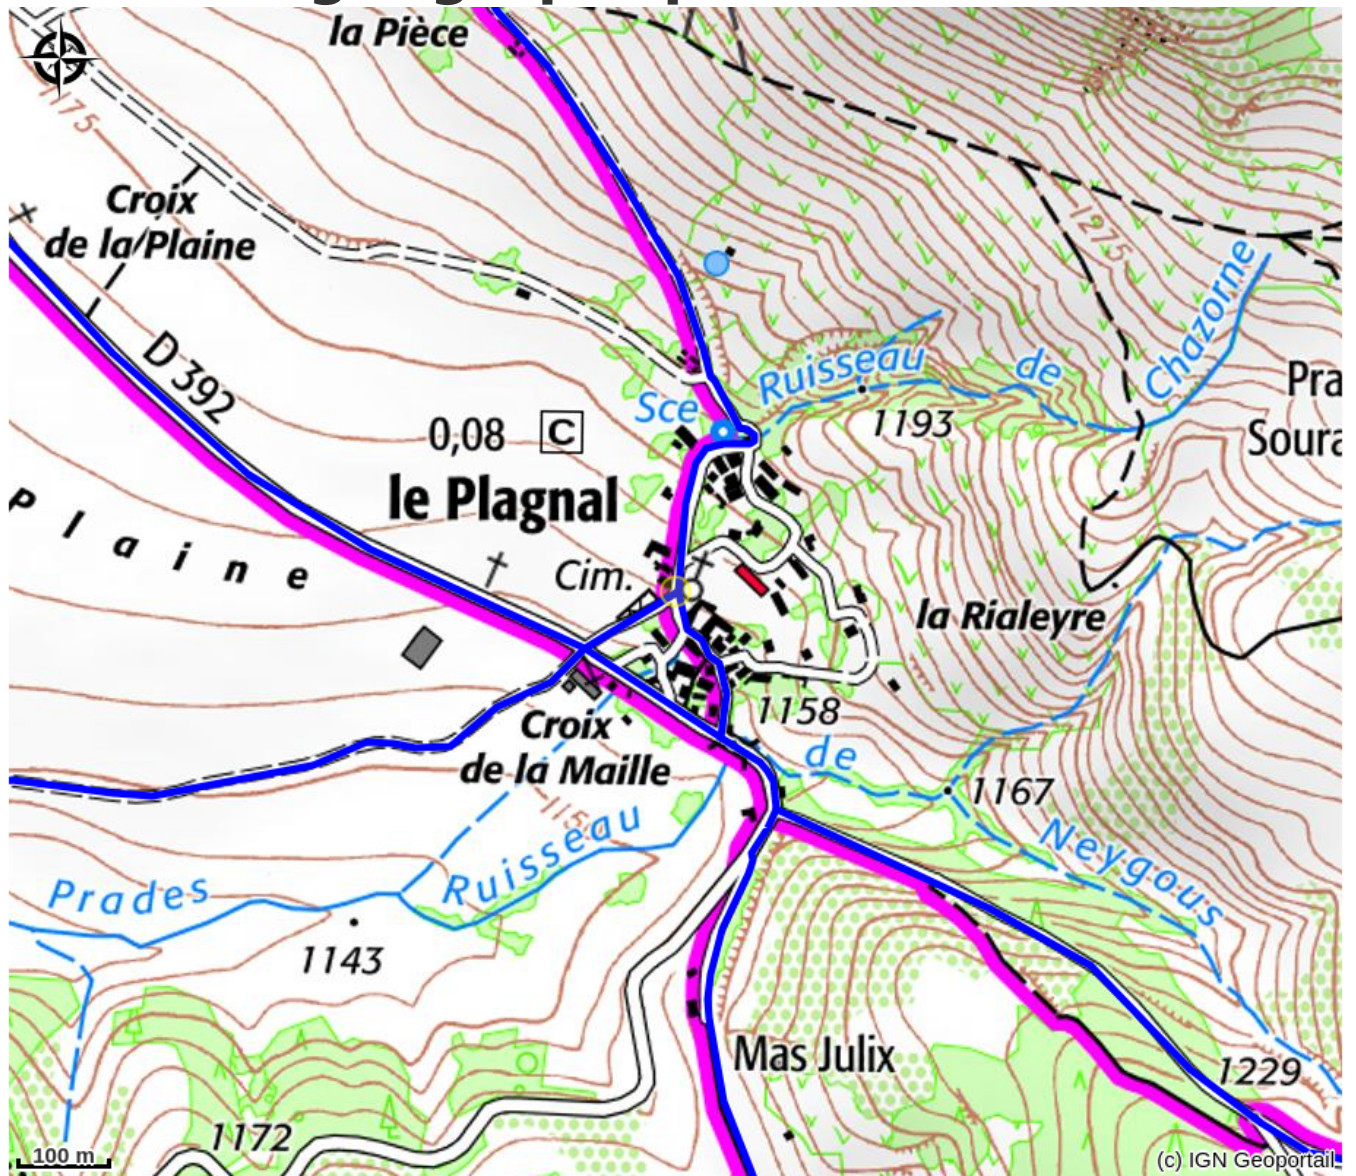 la Pièce
1175
Croix
de la Plaine
1275
Chazorne
D 392
Ruisseau
de
Pra
Sce
1193
0,08
C
Soura
le Plagnal
Plaine
Cim.
la Rialeyre
1158
Croix
de la Maille
de
1167
115
Ruisseau
Neygous
Prades
1143
Mas Julix
1229
1172
100 m
(c) IGN Geoportail